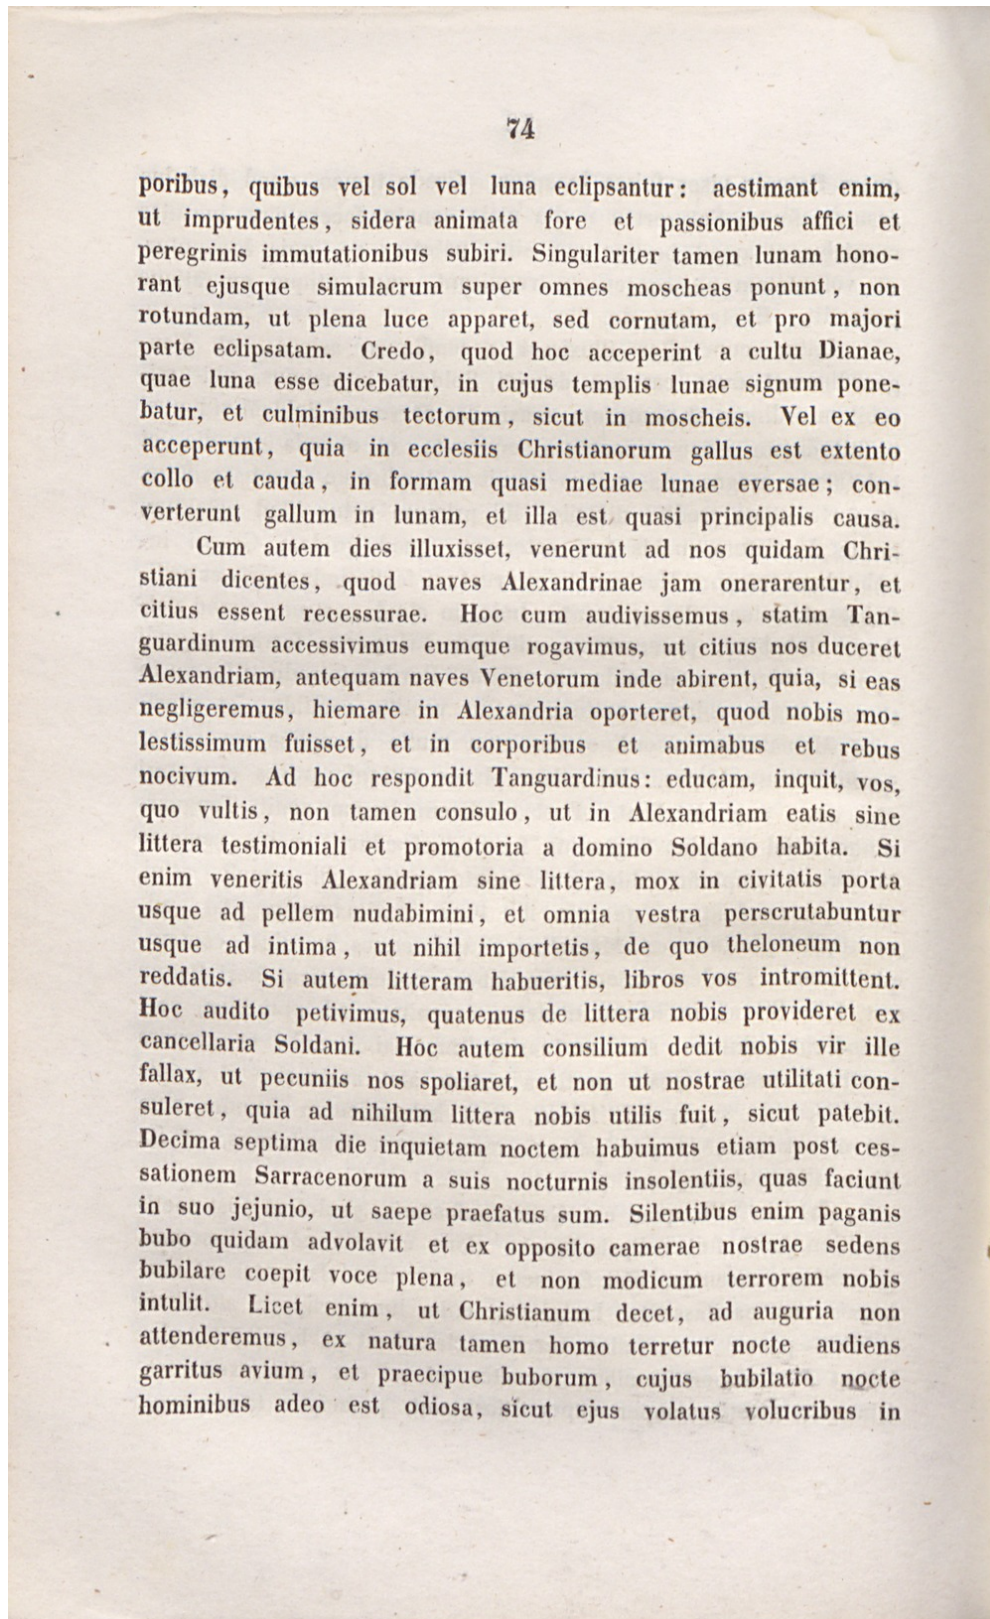 74
poribus, quibus vel sol vel luna eclipsantur: aestimant enim,
ut imprudentes, sidera animata fore et passionibus affici et
peregrinis immutationibus subiri. Singulariter tamen lunam hono-
rant ejusque simulacrum super omnes moscheas ponunt, non
rotundam, ut plena luce apparet, sed cornutam, et pro majori
parte eclipsatam. Credo, quod hoc acceperint a cultu Dianae,
quae luna esse dicebatur, in cujus templis lunae signum pone-
batur, et culminibus tectorum, sicut in moscheis. Vel ex eo
acceperunt, quia in ecclesiis Christianorum gallus est extento
collo et cauda, in formam quasi mediae lunae eversae; con-
verterunt gallum in lunam, et illa est quasi principalis causa.
Cum autem dies illuxisset, venerunt ad nos quidam Chri-
stiani dicentes, quod naves Alexandrinae jam onerarentur, et
citius essent recessurae. Hoc cum audivissemus, statim Tan-
guardinum accessivimus eumque rogavimus, ut citius nos duceret
Alexandriam, antequam naves Venetorum inde abirent, quia, si eas
negligeremus, hiemare in Alexandria oporteret, quod nobis mo-
lestissimum fuisset, et in corporibus et animabus et rebus
nocivum. Ad hoc respondit Tanguardinus: educam, inquit, vos,
quo vultis, non tamen consulo, ut in Alexandriam eatis sine
littera testimoniali et promotoria a domino Soldano habita. Si
enim veneritis Alexandriam sine littera, mox in civitatis porta
usque ad pellem nudabimini, et omnia vestra perscrutabuntur
usque ad intima, ut nihil importetis, de quo theloneum non
reddatis. Si autem litteram habueritis, libros vos intromittent.
Hoc audito petivimus, quatenus de littera nobis provideret ex
cancellaria Soldani. Hoc autem consilium dedit nobis vir ille
fallax, ut pecuniis nos spoliaret, et non ut nostrae utilitati con-
suleret, quia ad nihilum littera nobis utilis fuit, sicut patebit.
Decima septima die inquietam noctem habuimus etiam post ces-
sationem Sarracenorum a suis nocturnis insolentiis, quas faciunt
in suo jejunio, ut saepe praefatus sum. Silentibus enim paganis
bubo quidam advolavit et ex opposito camerae nostrae sedens
bubilare coepit voce plena, et non modicum terrorem nobis
intulit. Licet enim, ut Christianum decet, ad auguria non
attenderemus, ex natura tamen homo terretur nocte audiens
garritus avium, et praecipue buborum, cujus bubilatio nocte
hominibus adeo est odiosa, sicut ejus volatus volucribus in